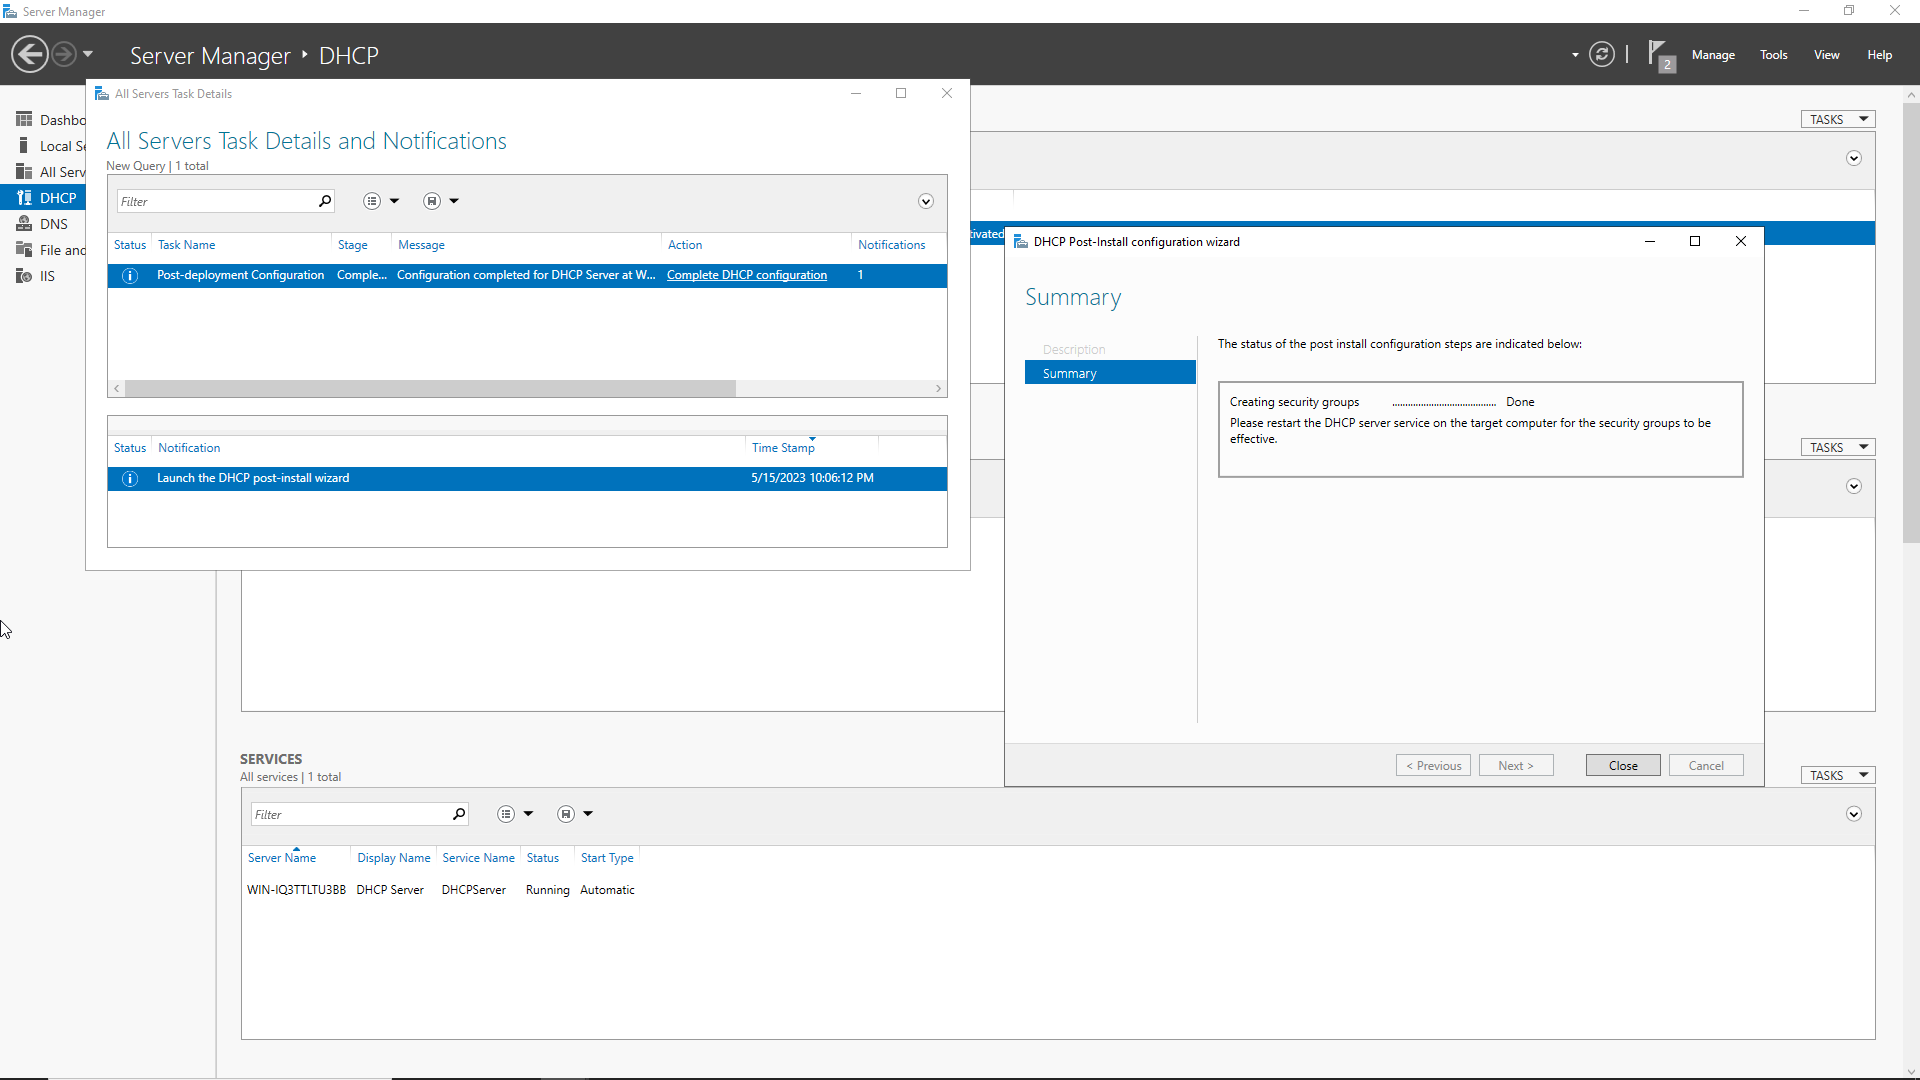 Server Manager
Server Manager ‣ DHCP
2
Manage
Tools
View
Help
All Servers Task Details
Dashbo
Local Se
All Serv
DHCP
DNS
File and
IIS
All Servers Task Details and Notifications
New Query | 1 total
Filter
Status Task Name Stage Message Action Notifications
Post-deployment Configuration Comple... Configuration completed for DHCP Server at W... Complete DHCP configuration 1
Status Notification Time Stamp
Launch the DHCP post-install wizard 5/15/2023 10:06:12 PM
TASKS
tivated
DHCP Post-Install configuration wizard
Summary
Description
Summary
The status of the post install configuration steps are indicated below:
Creating security groups ........................................ Done
Please restart the DHCP server service on the target computer for the security groups to be
effective.
< Previous Next > Close Cancel
TASKS
SERVICES
All services | 1 total
TASKS
Filter
Server Name Display Name Service Name Status Start Type
WIN-IQ3TTLTU3BB DHCP Server DHCPServer Running Automatic